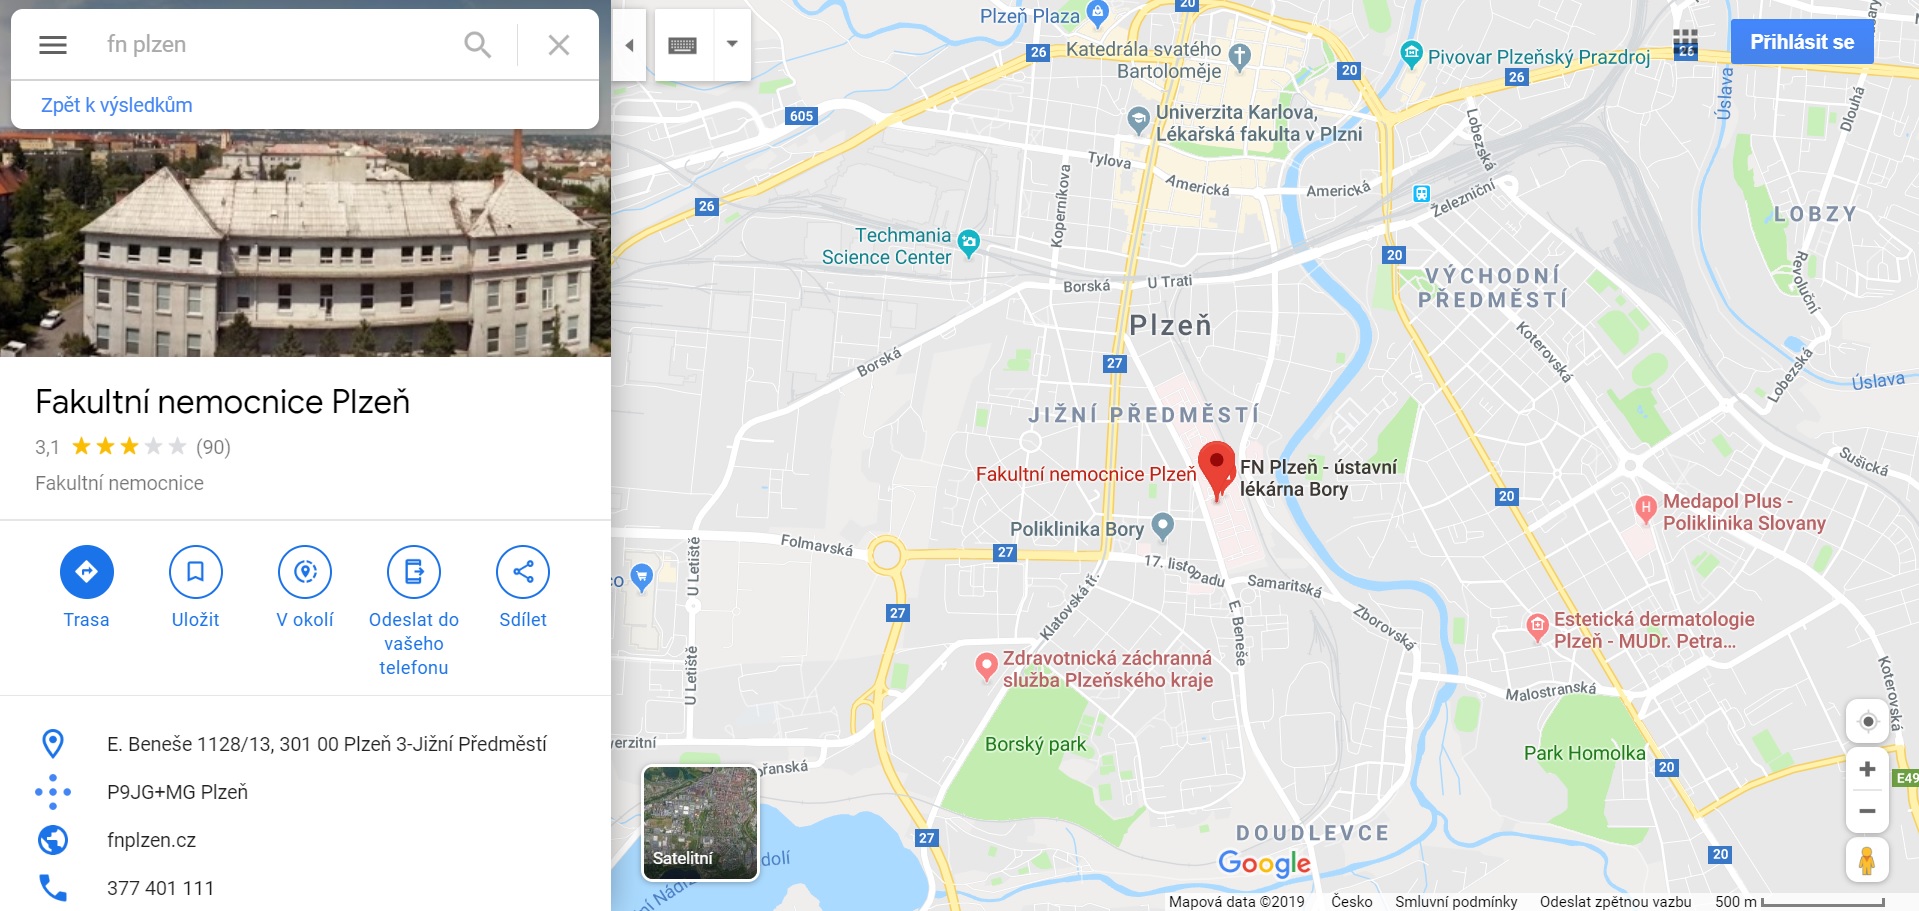 fn plzen
Zpět k výsledkům
Fakultní nemocnice Plzeň
3,1 (90)
Fakultní nemocnice
Trasa
Uložit
V okolí
Odeslat do
vašeho
telefonu
Sdílet
E. Beneše 1128/13, 301 00 Plzeň 3-Jižní Předměstí
P9JG+MG Plzeň
fnplzen.cz
377 401 111
Přihlásit se
Plzeň Plaza
20
26
Katedrála svatého
Bartoloměje
20
Pivovar Plzeňský Prazdroj
26
26
Úslava
Dlouhá
605
Univerzita Karlova,
Lékařská fakulta v Plzni
Lobezská
Tylova
Americká
Americká
Železniční
Koperníkova
26
LOBZY
Techmania
Science Center
20
VÝCHODNÍ
PŘEDMĚSTÍ
Revoluční
Borská
U Trati
Plzeň
Koterovská
Borská
27
Lobezská
Úslava
JIŽNÍ PŘEDMĚSTÍ
Fakultní nemocnice Plzeň
FN Plzeň - ústavní
lékárna Bory
Sušická
20
Medapol Plus -
Poliklinika Slovany
Poliklinika Bory
Folmavská
27
17. listopadu
Samaritská
U Letiště
27
Klatovská tř.
E. Beneše
Zborovská
Estetická dermatologie
Plzeň - MUDr. Petra...
Zdravotnická záchranná
služba Plzeňského kraje
U Letiště
Malostranská
Koterovská
Borský park
Park Homolka
20
E49
Satelitní
27
DOUDLEVCE
20
Google
Mapová data ©2019 Česko Smluvní podmínky Odeslat zpětnou vazbu 500 m